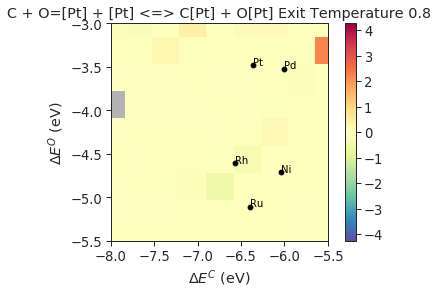 C + O=[Pt] + [Pt] <=> C[Pt] + O[Pt] Exit Temperature 0.8
−3.0
−3.5
−4.0
−4.5
−5.0
−5.5
ΔE^O (eV)
Pt
Pd
Rh
Ni
Ru
−8.0 −7.5 −7.0 −6.5 −6.0 −5.5
ΔE^C (eV)
4
3
2
1
0
−1
−2
−3
−4